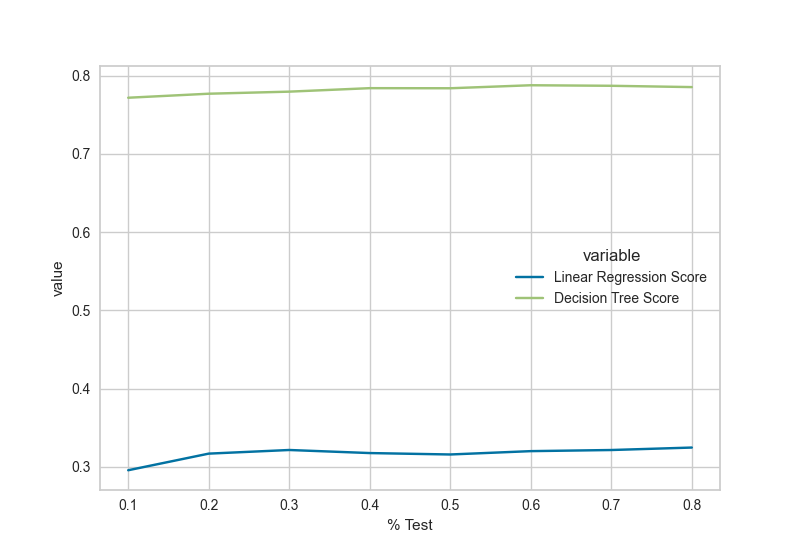 0.8
0.7
0.6
0.5
0.4
0.3
value
variable
Linear Regression Score
Decision Tree Score
0.1 0.2 0.3 0.4 0.5 0.6 0.7 0.8
% Test